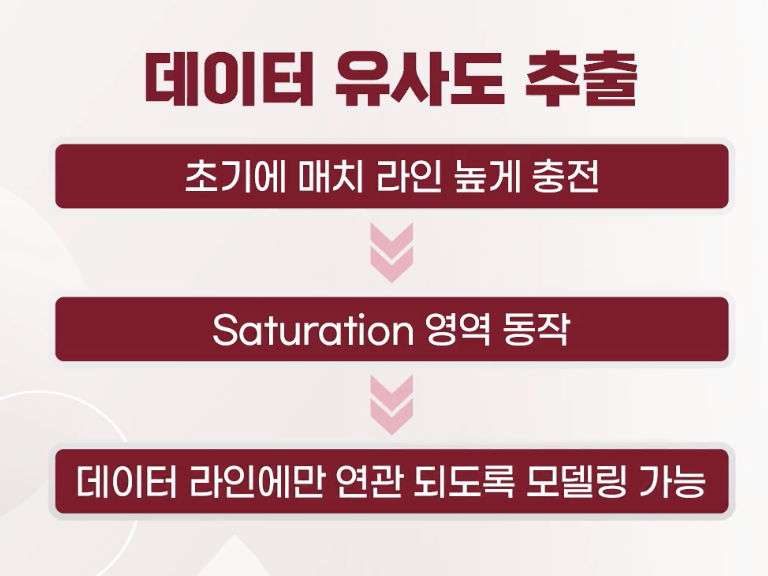 데이터 유사도 추출
초기에 매치 라인 높게 충전
Saturation 영역 동작
데이터 라인에만 연관 되도록 모델링 가능